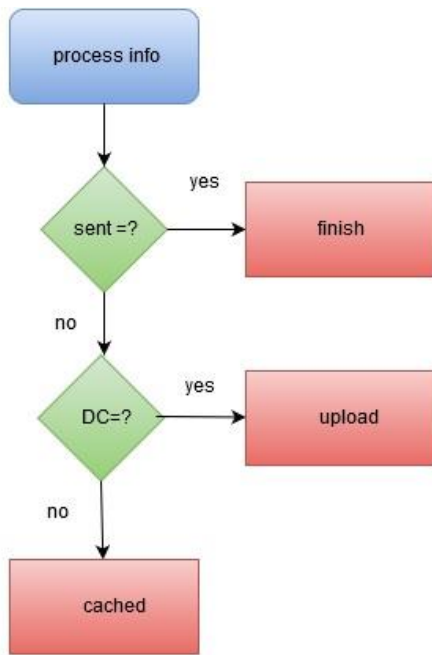 process info
yes
sent =?
finish
no
yes
DC=?
upload
no
cached